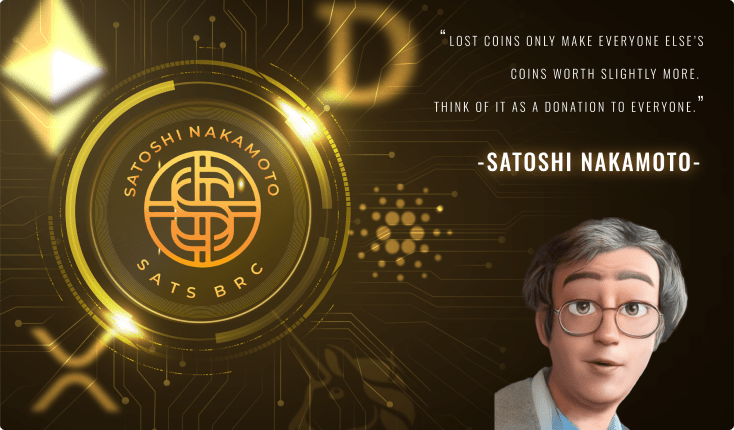 “LOST COINS ONLY MAKE EVERYONE ELSE’S
COINS WORTH SLIGHTLY MORE.
THINK OF IT AS A DONATION TO EVERYONE.”
-SATOSHI NAKAMOTO-
SATOSHI NAKAMOTO
SATS BRC